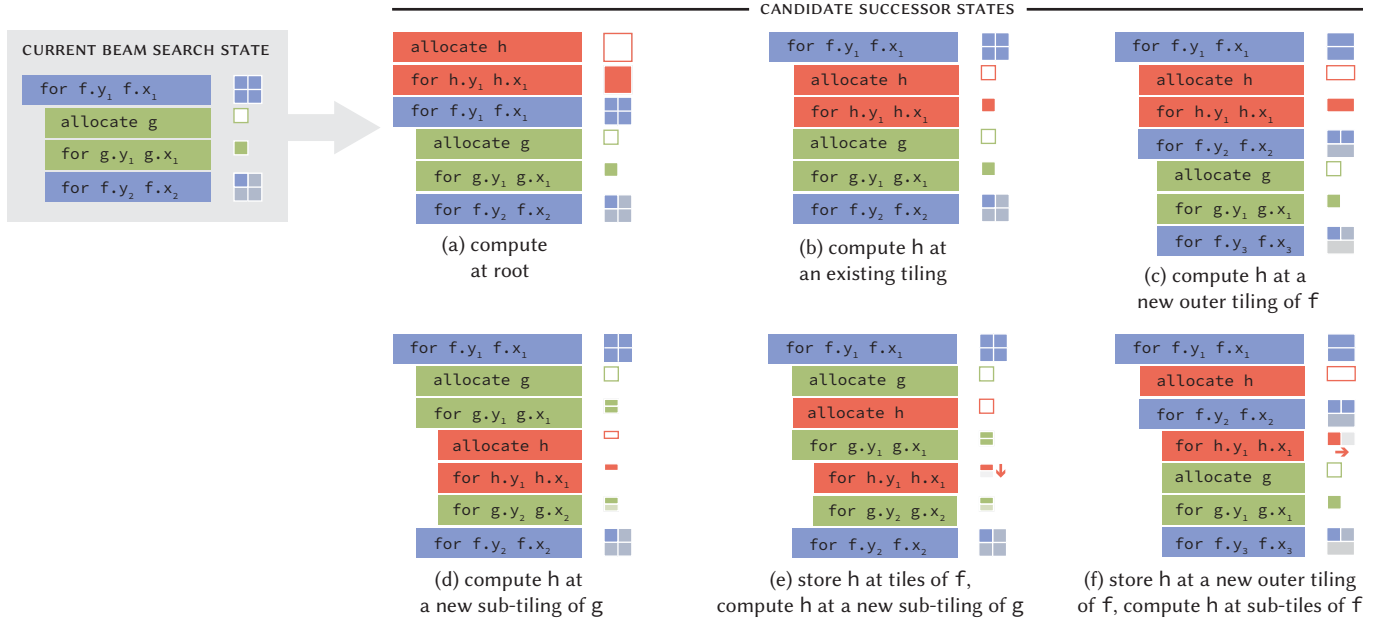 CANDIDATE SUCCESSOR STATES
CURRENT BEAM SEARCH STATE
for f.y₁ f.x₁
allocate g
for g.y₁ g.x₁
for f.y₂ f.x₂
allocate h
for h.y₁ h.x₁
for f.y₁ f.x₁
allocate g
for g.y₁ g.x₁
for f.y₂ f.x₂
(a) compute
at root
for f.y₁ f.x₁
allocate h
for h.y₁ h.x₁
allocate g
for g.y₁ g.x₁
for f.y₂ f.x₂
(b) compute h at
an existing tiling
for f.y₁ f.x₁
allocate h
for h.y₁ h.x₁
for f.y₂ f.x₂
allocate g
for g.y₁ g.x₁
for f.y₃ f.x₃
(c) compute h at a
new outer tiling of f
for f.y₁ f.x₁
allocate g
for g.y₁ g.x₁
allocate h
for h.y₁ h.x₁
for g.y₂ g.x₂
for f.y₂ f.x₂
(d) compute h at
a new sub-tiling of g
for f.y₁ f.x₁
allocate g
allocate h
for g.y₁ g.x₁
for h.y₁ h.x₁
for g.y₂ g.x₂
for f.y₂ f.x₂
(e) store h at tiles of f,
compute h at a new sub-tiling of g
for f.y₁ f.x₁
allocate h
for f.y₂ f.x₂
for h.y₁ h.x₁
allocate g
for g.y₁ g.x₁
for f.y₃ f.x₃
(f) store h at a new outer tiling
of f, compute h at sub-tiles of f